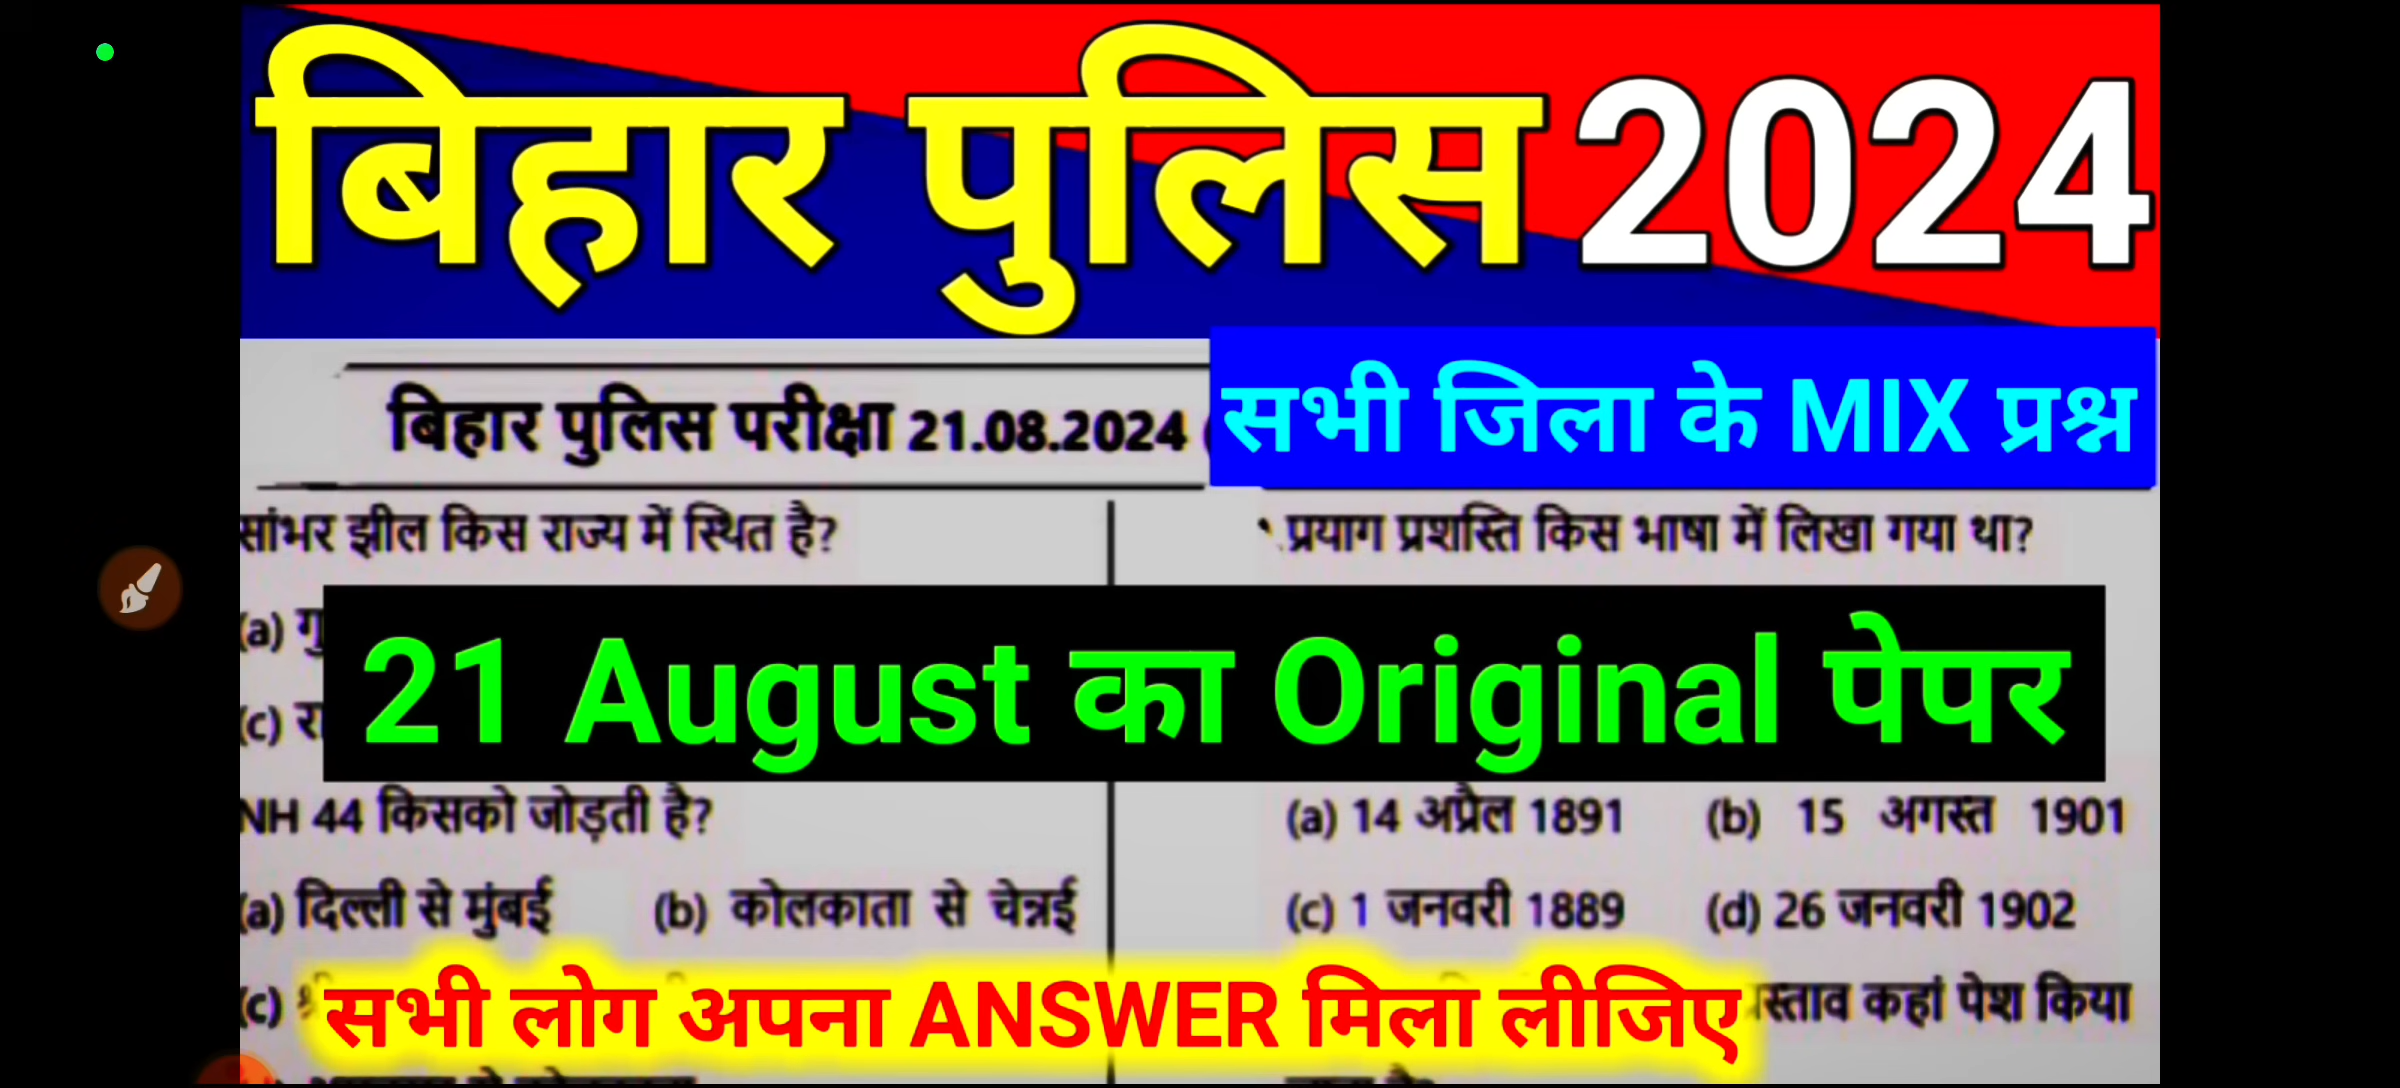 बिहार पुलिस 2024
सभी जिला के MIX प्रश्न
बिहार पुलिस परीक्षा 21.08.2024 (
सांभर झील किस राज्य में स्थित है?
(a) गु
(c) रा
NH 44 किसको जोड़ती है?
(a) दिल्ली से मुंबई (b) कोलकाता से चेन्नई
(c)
प्रयाग प्रशस्ति किस भाषा में लिखा गया था?
21 August का Original पेपर
(a) 14 अप्रैल 1891 (b) 15 अगस्त 1901
(c) 1 जनवरी 1889 (d) 26 जनवरी 1902
स्ताव कहां पेश किया
सभी लोग अपना ANSWER मिला लीजिए